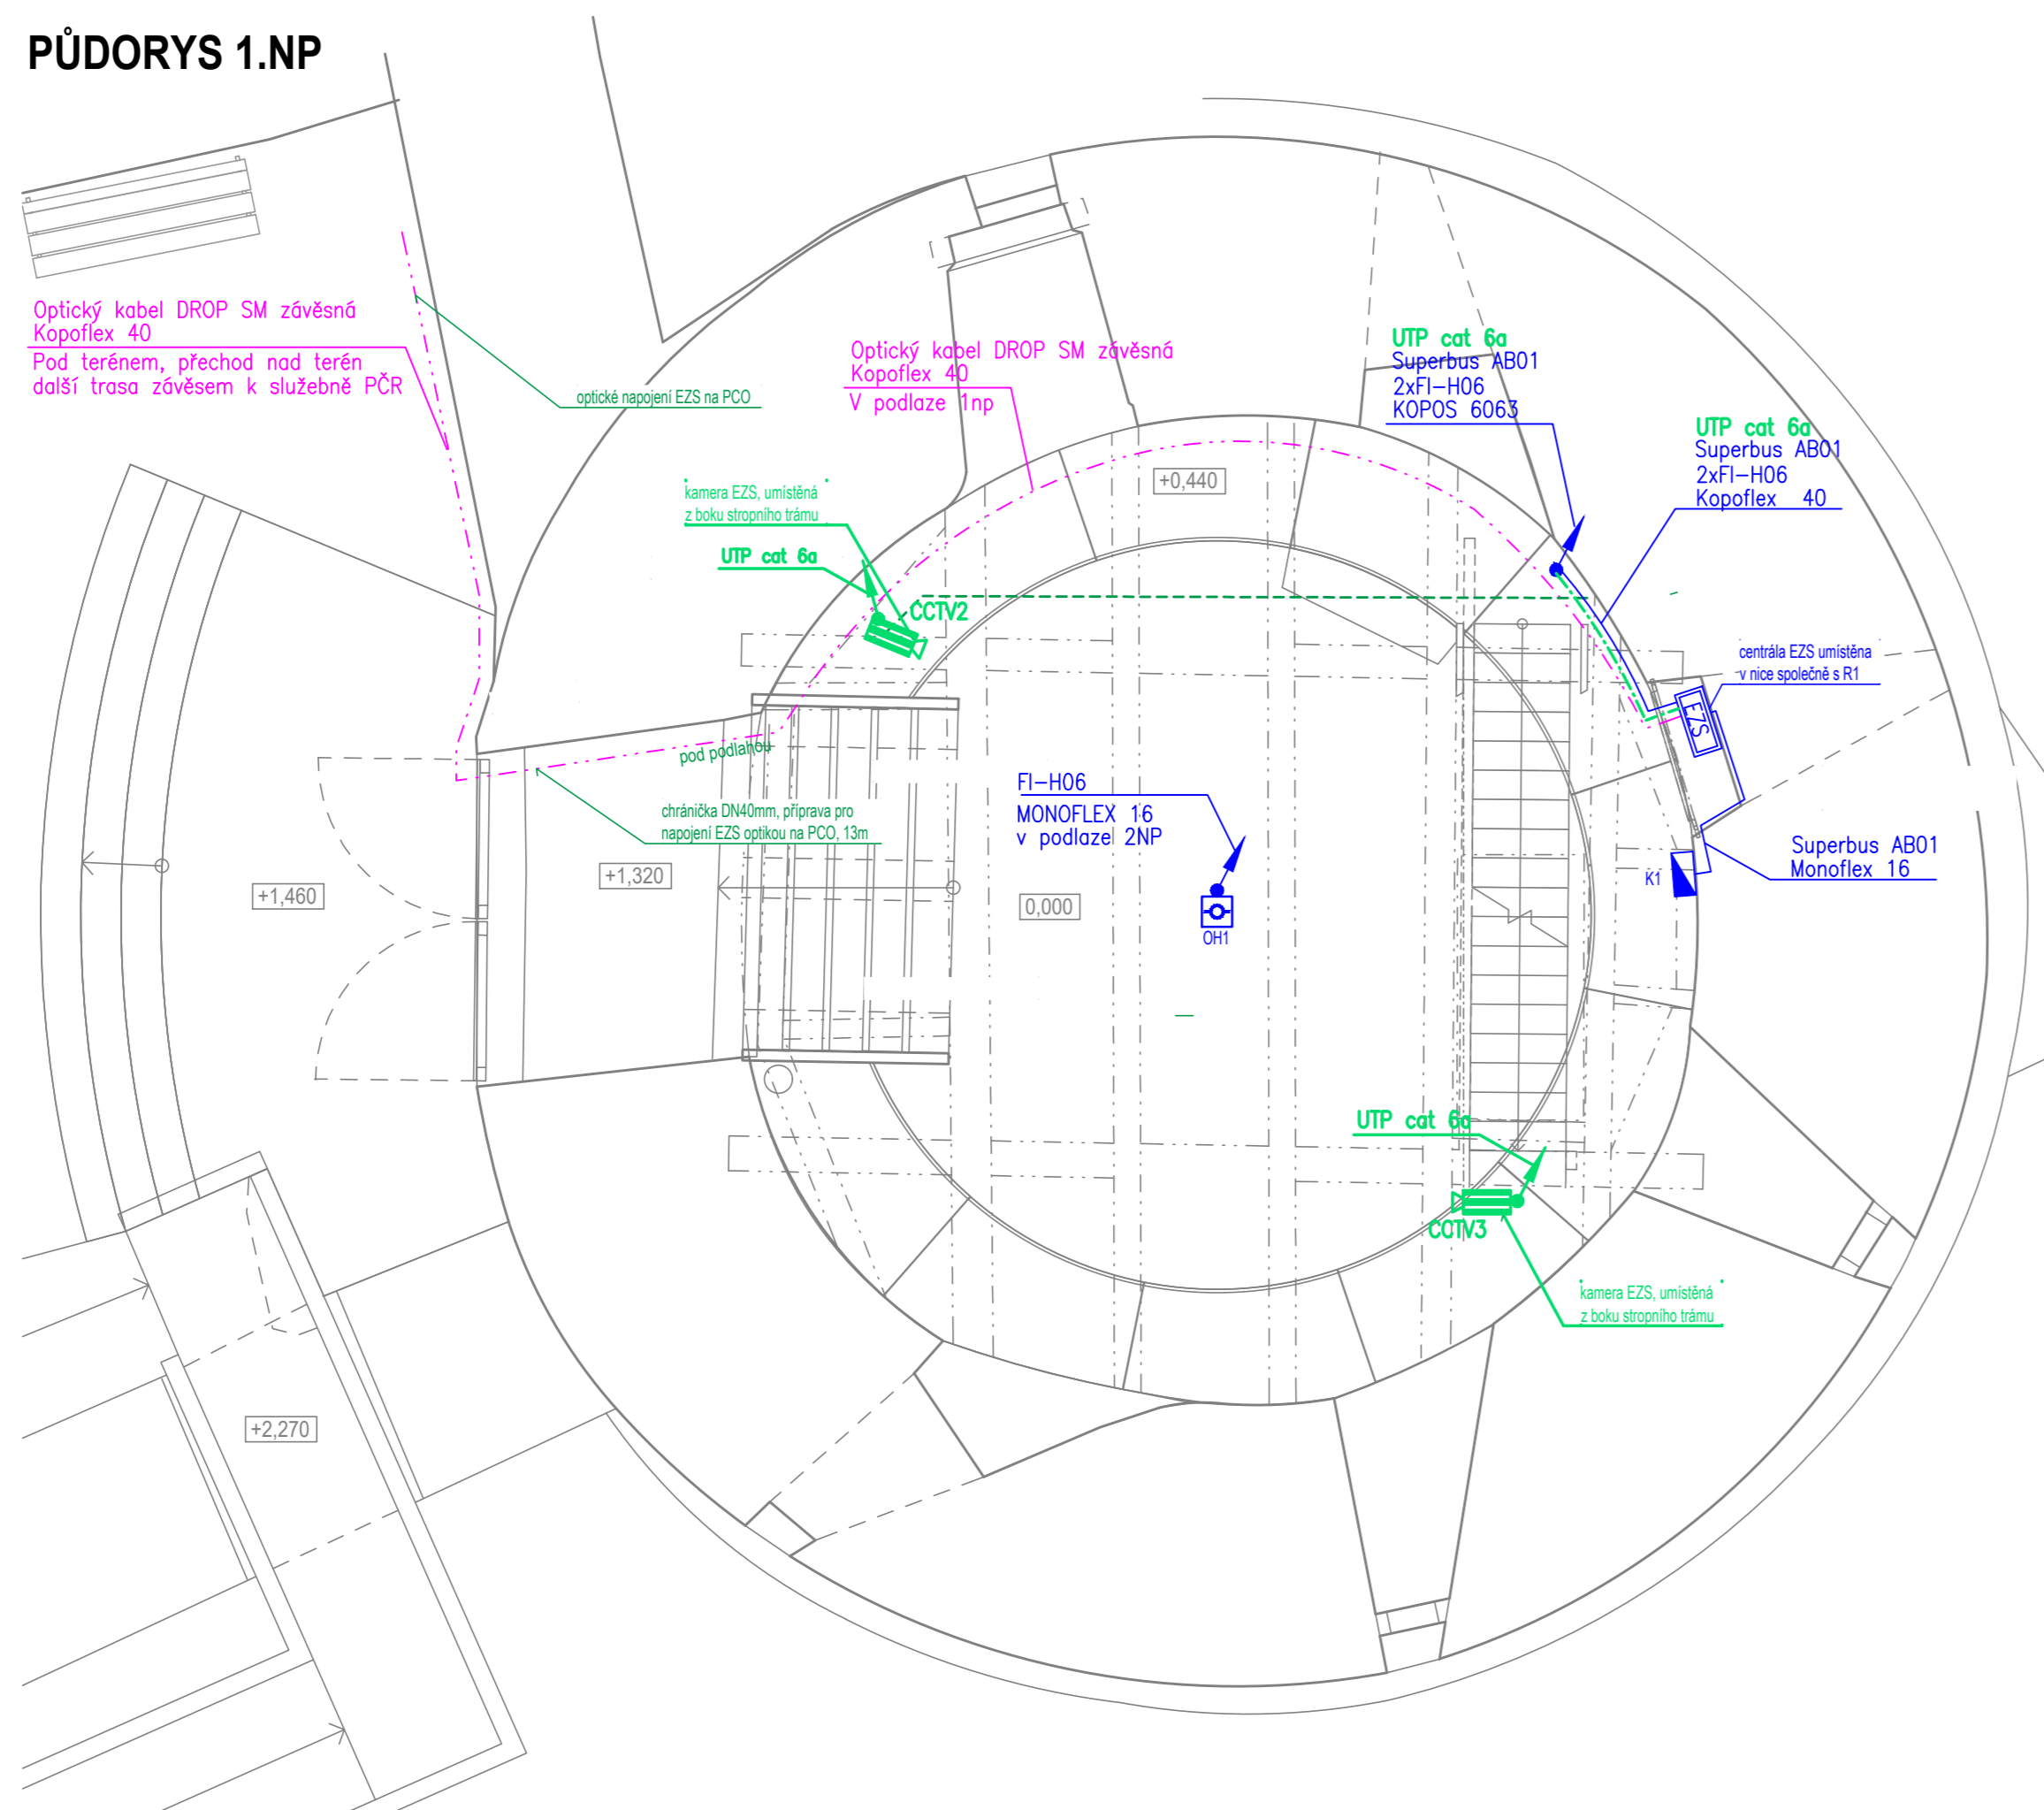 PŮDORYS 1.NP
Optický kabel DROP SM závěsná
Kopoflex 40
Pod terénem, přechod nad terén
další trasa závěsem k služebně PČR
optické napojení EZS na PCO
Optický kabel DROP SM závěsná
Kopoflex 40
V podlaze 1np
UTP cat 6a
Superbus AB01
2xFI-H06
KOPOS 6063
UTP cat 6a
Superbus AB01
2xFI-H06
Kopoflex 40
+0,440
kamera EZS, umístěná
z boku stropního trámu
UTP cat 6a
CCTV2
centrála EZS umístěna
v nice společně s R1
EZS
pod podlahou
chránička DN40mm, příprava pro
napojení EZS optikou na PCO, 13m
FI-H06
MONOFLEX 16
v podlaze 2NP
Superbus AB01
Monoflex 16
K1
+1,460
+1,320
0,000
OH1
UTP cat 6a
CCTV3
kamera EZS, umístěná
z boku stropního trámu
+2,270